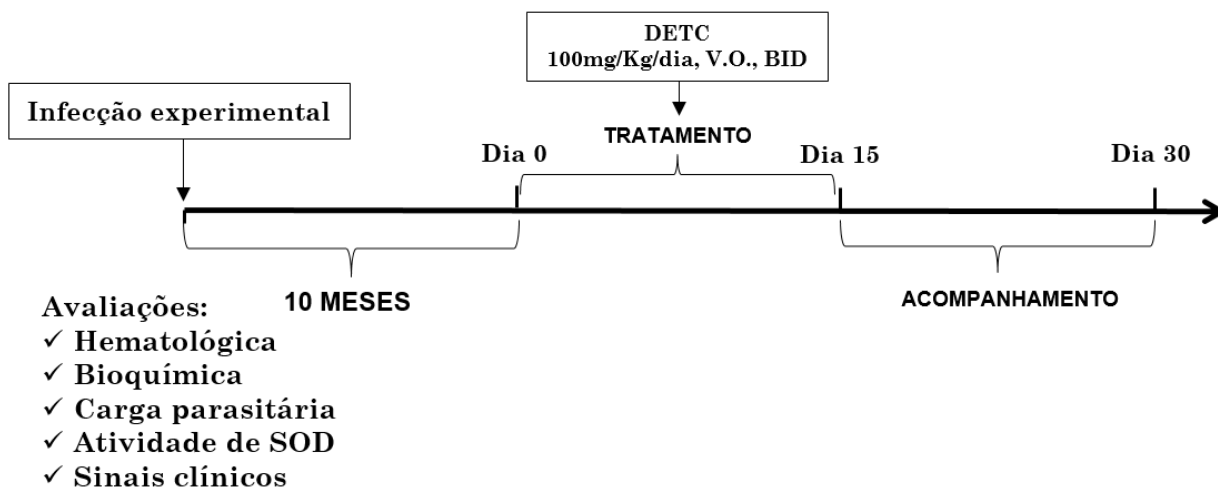 DETC
100mg/Kg/dia, V.O., BID
Infecção experimental
TRATAMENTO
Dia 0
Dia 15
Dia 30
10 MESES
ACOMPANHAMENTO
Avaliações:
✓ Hematológica
✓ Bioquímica
✓ Carga parasitária
✓ Atividade de SOD
✓ Sinais clínicos